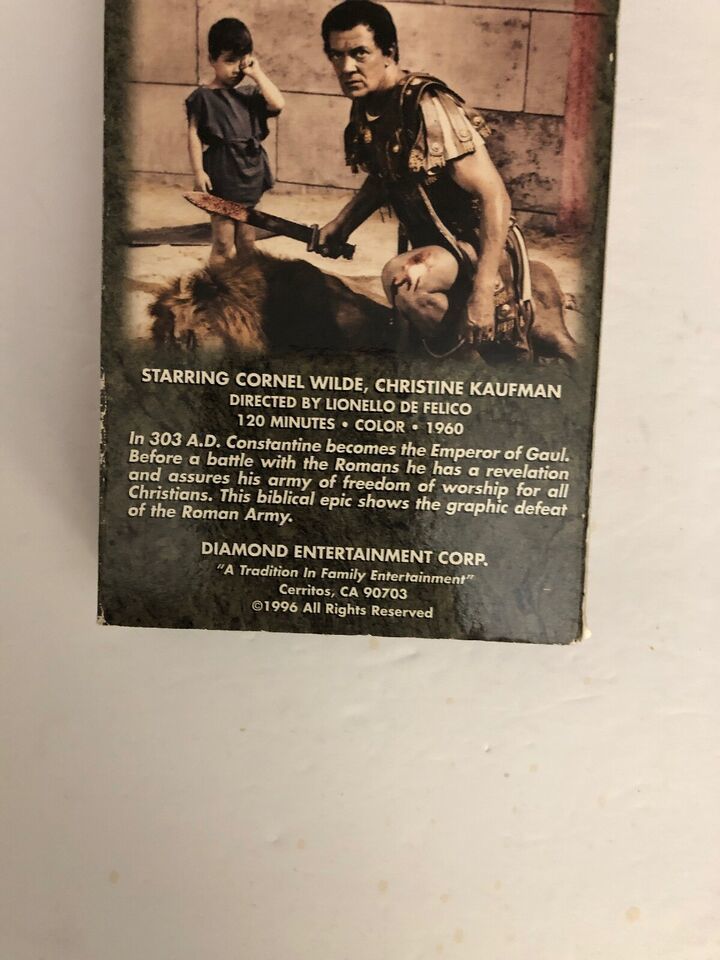 STARRING CORNEL WILDE, CHRISTINE KAUFMAN
DIRECTED BY LIONELLO DE FELICO
120 MINUTES • COLOR • 1960
In 303 A.D. Constantine becomes the Emperor of Gaul.
Before a battle with the Romans he has a revelation
and assures his army of freedom of worship for all
Christians. This biblical epic shows the graphic defeat
of the Roman Army.
DIAMOND ENTERTAINMENT CORP.
"A Tradition In Family Entertainment"
Cerritos, CA 90703
©1996 All Rights Reserved